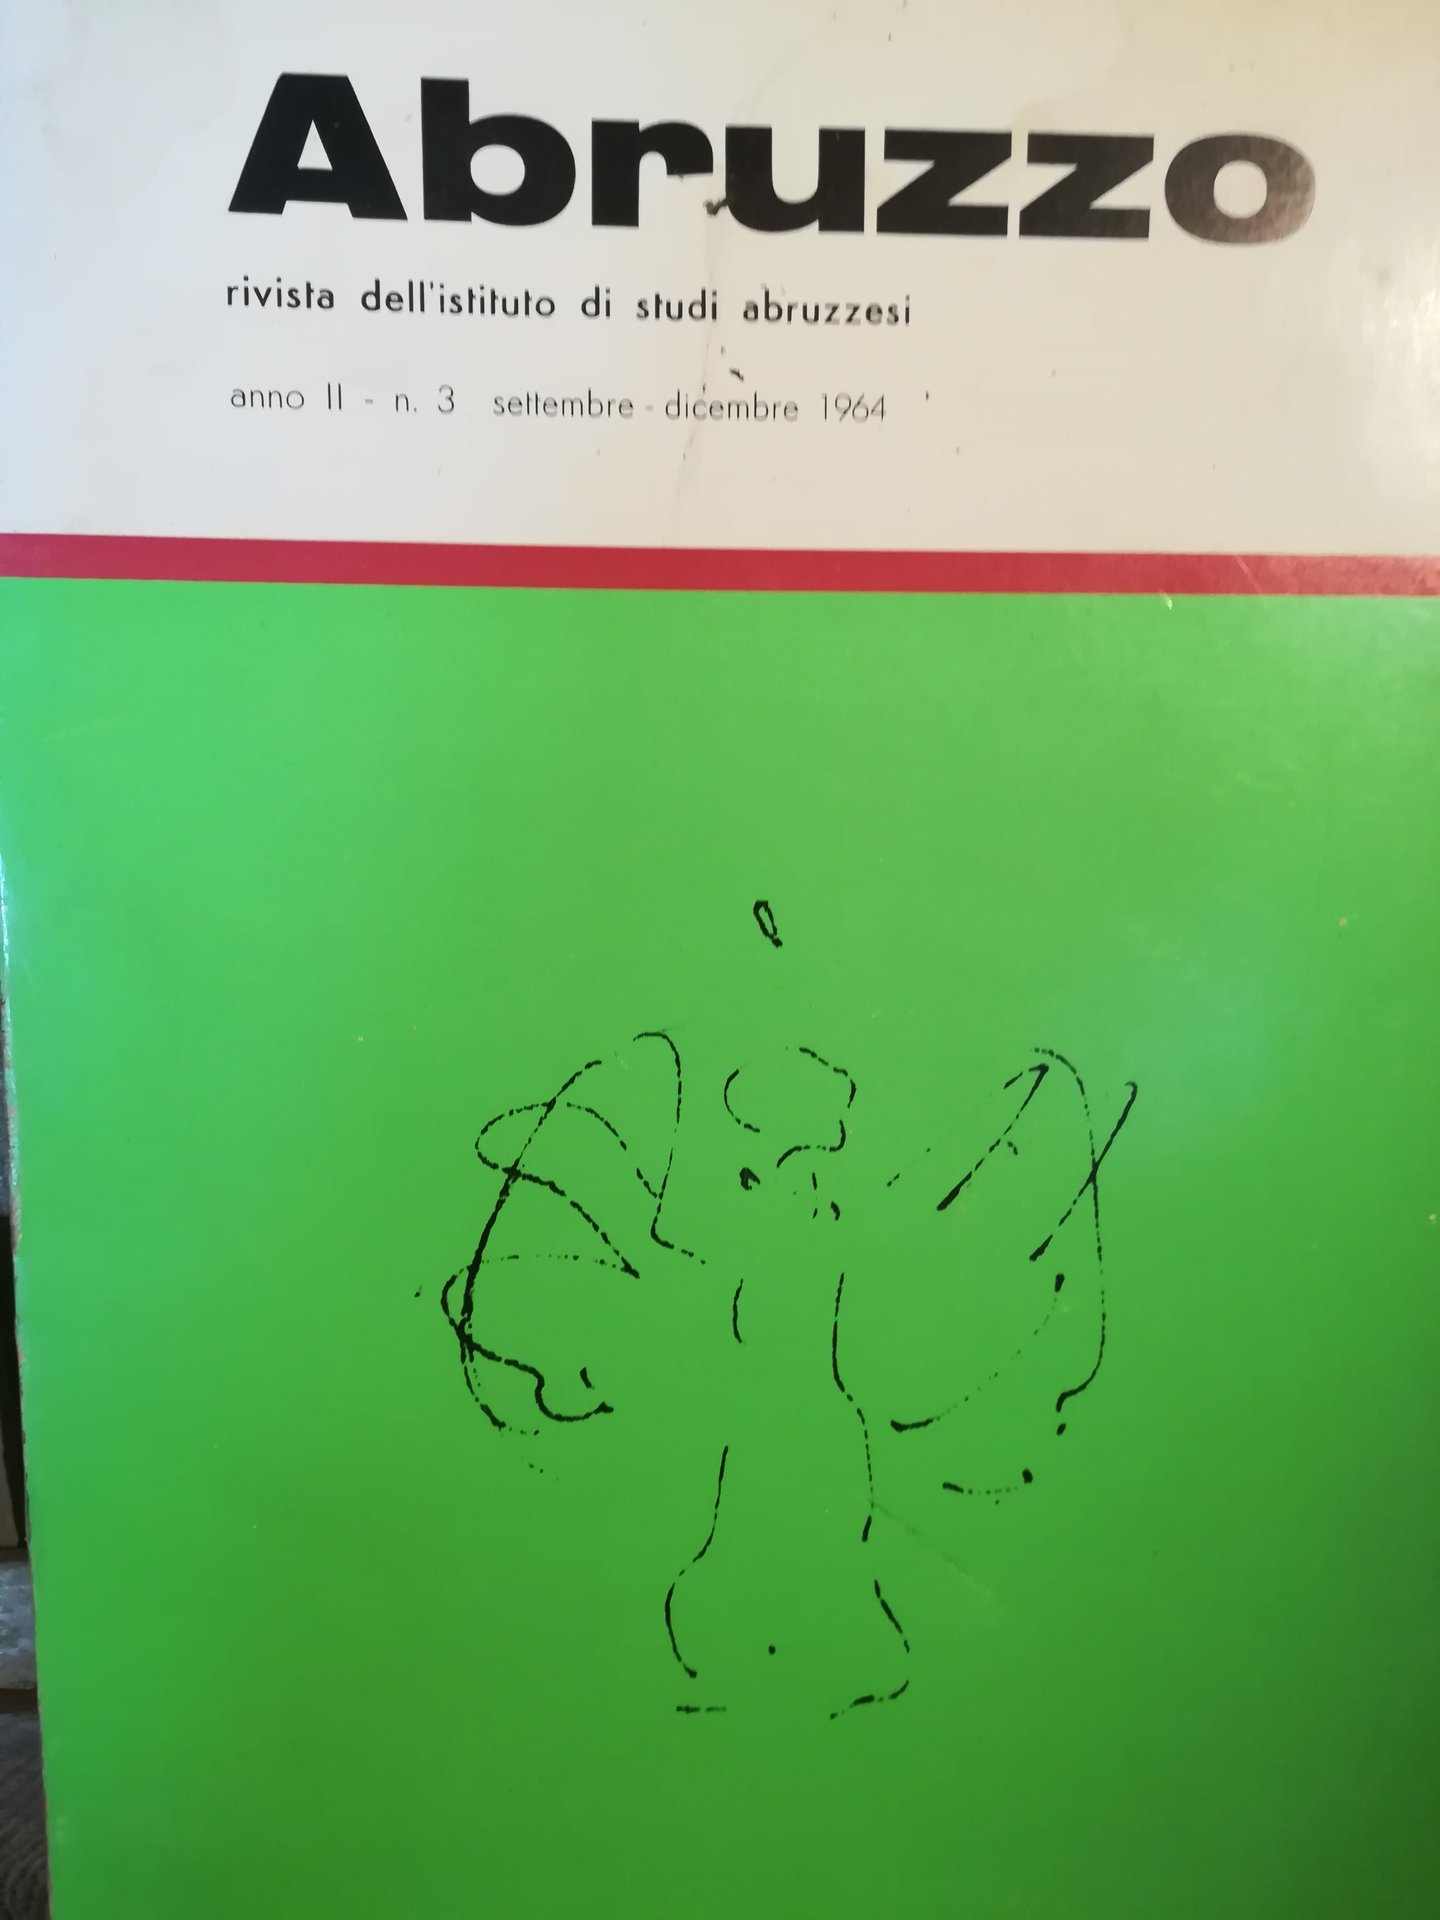 Abruzzo
rivista dell'istituto di studi abruzzesi
anno II - n. 3 settembre - dicembre 1964